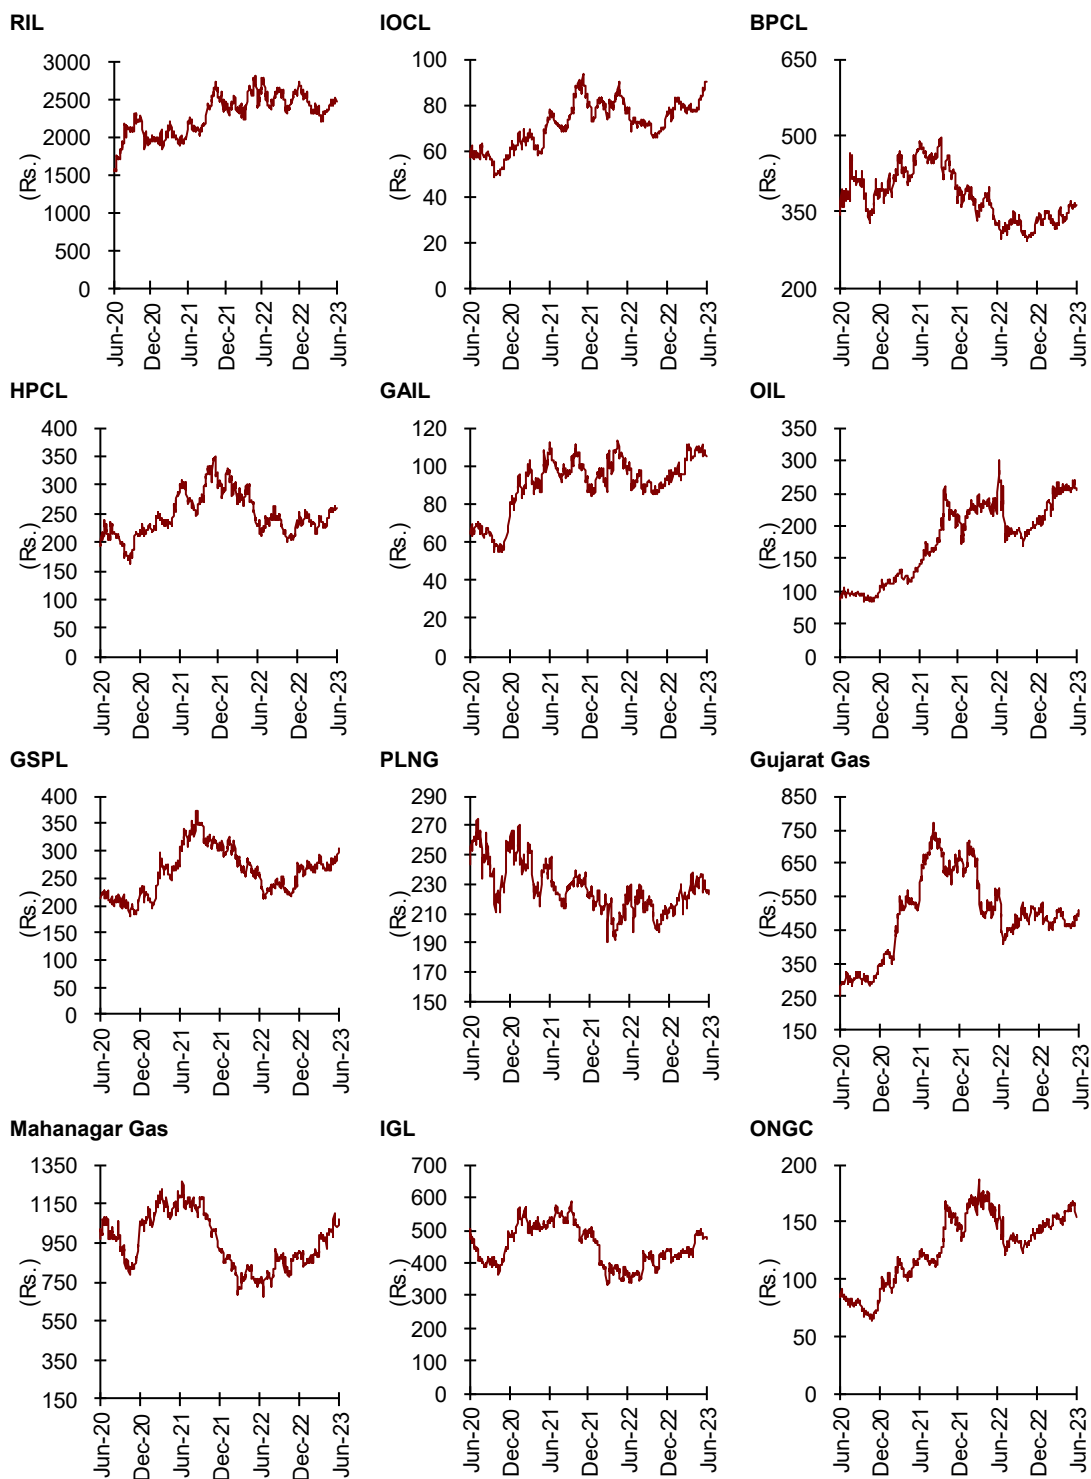 RIL
(Rs.)
3000
2500
2000
1500
1000
500
0
Jun-20
Dec-20
Jun-21
Dec-21
Jun-22
Dec-22
Jun-23
IOCL
(Rs.)
100
80
60
40
20
0
Jun-20
Dec-20
Jun-21
Dec-21
Jun-22
Dec-22
Jun-23
BPCL
(Rs.)
650
500
350
200
Jun-20
Dec-20
Jun-21
Dec-21
Jun-22
Dec-22
Jun-23
HPCL
(Rs.)
400
350
300
250
200
150
100
50
0
Jun-20
Dec-20
Jun-21
Dec-21
Jun-22
Dec-22
Jun-23
GAIL
(Rs.)
120
100
80
60
40
20
0
Jun-20
Dec-20
Jun-21
Dec-21
Jun-22
Dec-22
Jun-23
OIL
(Rs.)
350
300
250
200
150
100
50
0
Jun-20
Dec-20
Jun-21
Dec-21
Jun-22
Dec-22
Jun-23
GSPL
(Rs.)
400
350
300
250
200
150
100
50
0
Jun-20
Dec-20
Jun-21
Dec-21
Jun-22
Dec-22
Jun-23
PLNG
(Rs.)
290
270
250
230
210
190
170
150
Jun-20
Dec-20
Jun-21
Dec-21
Jun-22
Dec-22
Jun-23
Gujarat Gas
(Rs.)
850
750
650
550
450
350
250
150
Jun-20
Dec-20
Jun-21
Dec-21
Jun-22
Dec-22
Jun-23
Mahanagar Gas
(Rs.)
1350
1150
950
750
550
350
150
Jun-20
Dec-20
Jun-21
Dec-21
Jun-22
Dec-22
Jun-23
IGL
(Rs.)
700
600
500
400
300
200
100
0
Jun-20
Dec-20
Jun-21
Dec-21
Jun-22
Dec-22
Jun-23
ONGC
(Rs.)
200
150
100
50
0
Jun-20
Dec-20
Jun-21
Dec-21
Jun-22
Dec-22
Jun-23